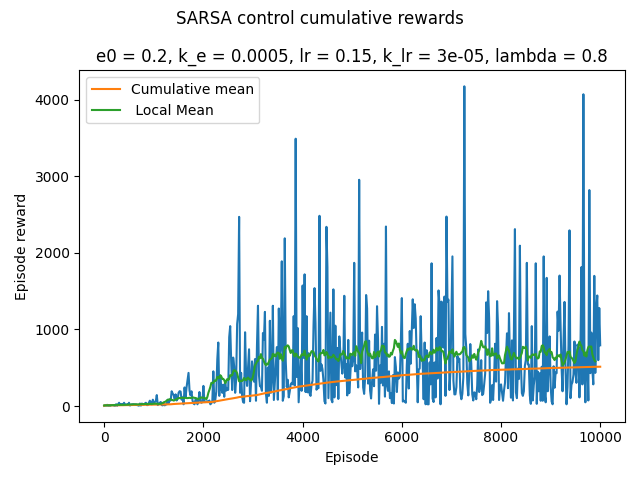 SARSA control cumulative rewards
e0 = 0.2, k_e = 0.0005, lr = 0.15, k_lr = 3e-05, lambda = 0.8
Cumulative mean
Local Mean
Episode reward
4000
3000
2000
1000
0
0 2000 4000 6000 8000 10000
Episode